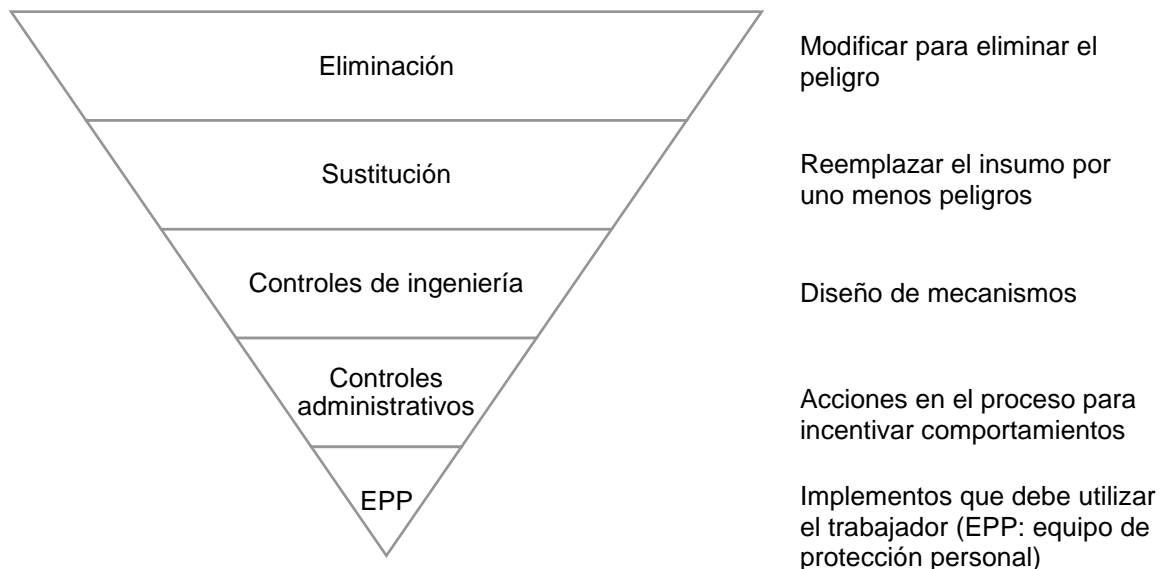 Eliminación
Modificar para eliminar el
peligro
Sustitución
Reemplazar el insumo por
uno menos peligros
Controles de ingeniería
Diseño de mecanismos
Controles
administrativos
Acciones en el proceso para
incentivar comportamientos
EPP
Implementos que debe utilizar
el trabajador (EPP: equipo de
protección personal)